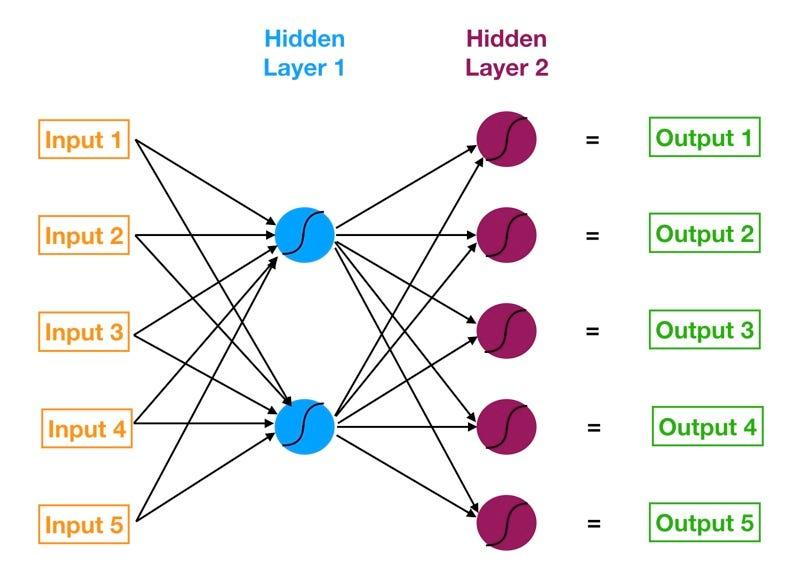 Hidden
Layer 1
Hidden
Layer 2
Input 1
= Output 1
Input 2
= Output 2
Input 3
= Output 3
Input 4
= Output 4
Input 5
= Output 5